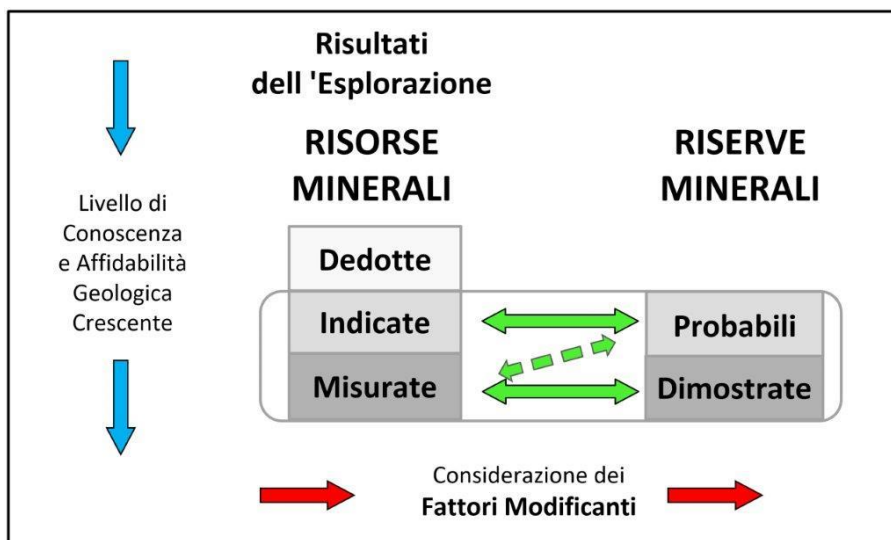 Risultati
dell 'Esplorazione
RISORSE
MINERALI
RISERVE
MINERALI
Livello di
Conoscenza
e Affidabilità
Geologica
Crescente
Dedotte
Indicate
Probabili
Misurate
Dimostrate
Considerazione dei
Fattori Modificanti